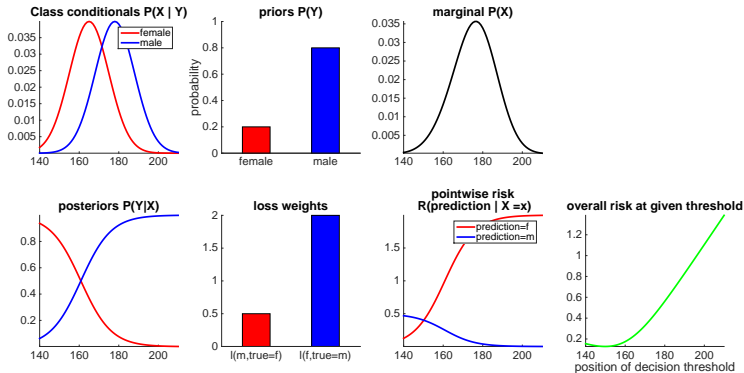 Class conditionals P(X | Y)
female
male
0.035
0.03
0.025
0.02
0.015
0.01
0.005
140 160 180 200
priors P(Y)
probability
1
0.8
0.6
0.4
0.2
0
female male
marginal P(X)
0.035
0.03
0.025
0.02
0.015
0.01
0.005
140 160 180 200
posteriors P(Y|X)
0.8
0.6
0.4
0.2
140 160 180 200
loss weights
2
1.5
1
0.5
0
l(m,true=f) l(f,true=m)
pointwise risk
R(prediction | X =x)
prediction=f
prediction=m
1.5
1
0.5
140 160 180 200
overall risk at given threshold
1.2
1
0.8
0.6
0.4
0.2
140 160 180 200
position of decision threshold